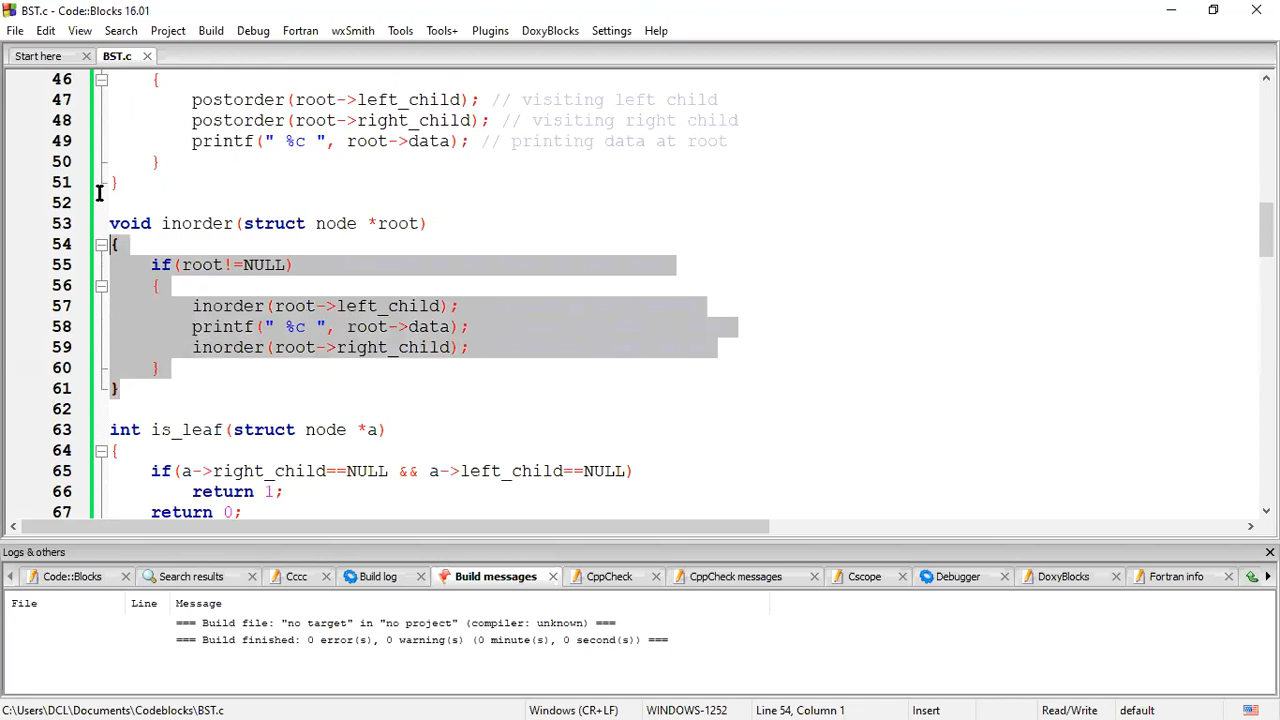 BST.c - Code::Blocks 16.01
File Edit View Search Project Build Debug Fortran wxSmith Tools Tools+ Plugins DoxyBlocks Settings Help
Start here BST.c
46 {
47 postorder(root->left_child); // visiting left child
48 postorder(root->right_child); // visiting right child
49 printf(" %c ", root->data); // printing data at root
50 }
51 }
52
53 void inorder(struct node *root)
54 {
55 if(root!=NULL)
56 {
57 inorder(root->left_child);
58 printf(" %c ", root->data);
59 inorder(root->right_child);
60 }
61 }
62
63 int is_leaf(struct node *a)
64 {
65 if(a->right_child==NULL && a->left_child==NULL)
66 return 1;
67 return 0;
Logs & others
Code::Blocks Search results Cccc Build log Build messages CppCheck CppCheck messages Cscope Debugger DoxyBlocks Fortran info
File Line Message
=== Build file: "no target" in "no project" (compiler: unknown) ===
=== Build finished: 0 error(s), 0 warning(s) (0 minute(s), 0 second(s)) ===
C:\Users\DCL\Documents\Codeblocks\BST.c Windows (CR+LF) WINDOWS-1252 Line 54, Column 1 Insert Read/Write default